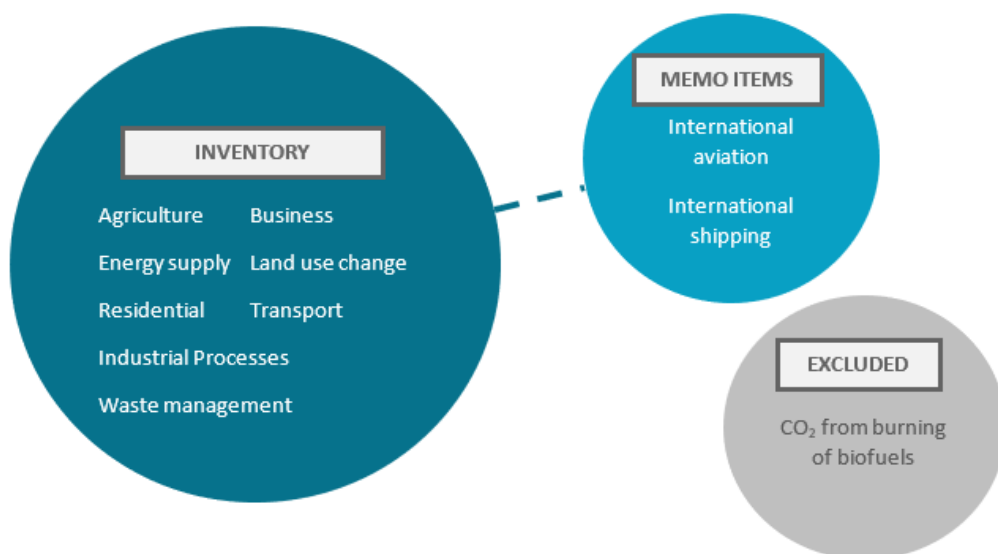 INVENTORY
Agriculture Business
Energy supply Land use change
Residential Transport
Industrial Processes
Waste management
MEMO ITEMS
International
aviation
International
shipping
EXCLUDED
CO₂ from burning
of biofuels